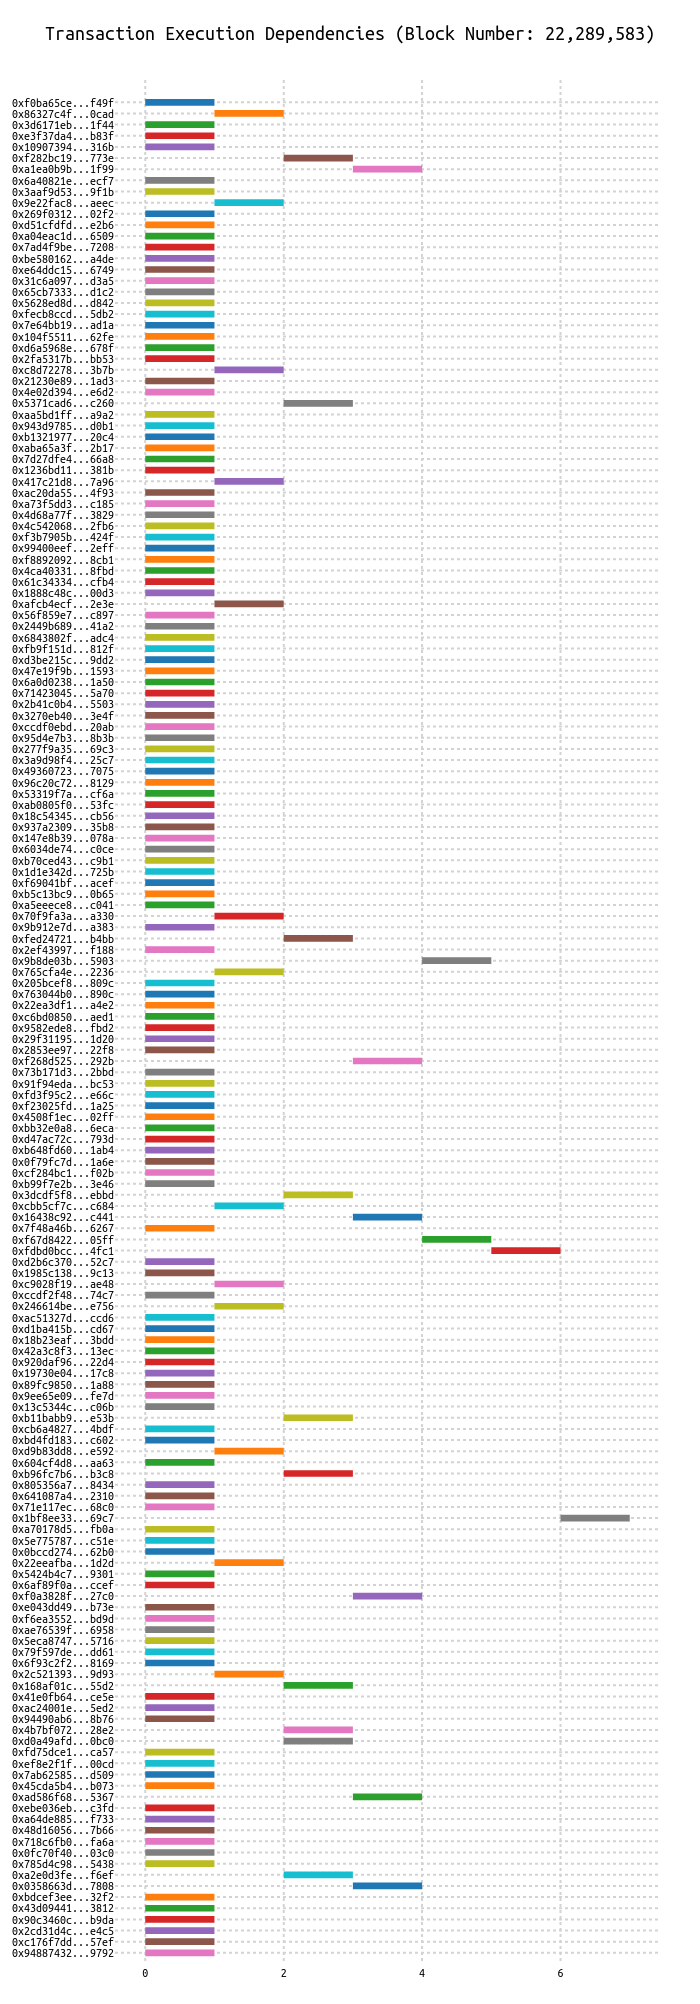 Transaction Execution Dependencies (Block Number: 22,289,583)
0xf0ba65ce...f49f
0x86327c4f...0cad
0x3d6171eb...1f44
0xe3f37da4...b83f
0x10907394...316b
0xf282bc19...773e
0xa1ea0b9b...1f99
0x6a40821e...ecf7
0x3aaf9d53...9f1b
0x9e22fac8...aeec
0x269f0312...02f2
0xd51cfdfd...e2b6
0xa04eac1d...6509
0x7ad4f9be...7208
0xbe580162...a4de
0xe64ddc15...6749
0x31c6a097...d3a5
0x65cb7333...d1c2
0x5628ed8d...d842
0xfecb8ccd...5db2
0x7e64bb19...ad1a
0x104f5511...62fe
0xd6a5968e...678f
0x2fa5317b...bb53
0xc8d72278...3b7b
0x21230e89...1ad3
0x4e02d394...e6d2
0x5371cad6...c260
0xaa5bd1ff...a9a2
0x943d9785...d0b1
0xb1321977...20c4
0xaba65a3f...2b17
0x7d27dfe4...66a8
0x1236bd11...381b
0x417c21d8...7a96
0xac20da55...4f93
0xa73f5dd3...c185
0x4d68a77f...3829
0x4c542068...2fb6
0xf3b7905b...424f
0x99400eef...2eff
0xf8892092...8cb1
0x4ca40331...8fbd
0x61c34334...cfb4
0x1888c48c...00d3
0xafcb4ecf...2e3e
0x56f859e7...c897
0x2449b689...41a2
0x6843802f...adc4
0xfb9f151d...812f
0xd3be215c...9dd2
0x47e19f9b...1593
0x6a0d0238...1a50
0x71423045...5a70
0x2b41c0b4...5503
0x3270eb40...3e4f
0xccdf0ebd...20ab
0x95d4e7b3...8b3b
0x277f9a35...69c3
0x3a9d98f4...25c7
0x49360723...7075
0x96c20c72...8129
0x53319f7a...cf6a
0xab0805f0...53fc
0x18c54345...cb56
0x937a2309...35b8
0x147e8b39...078a
0x6034de74...c0ce
0xb70ced43...c9b1
0x1d1e342d...725b
0xf69041bf...acef
0xb5c13bc9...0b65
0xa5eeece8...c041
0x70f9fa3a...a330
0x9b912e7d...a383
0xfed24721...b4bb
0x2ef43997...f188
0x9b8de03b...5903
0x765cfa4e...2236
0x205bcef8...809c
0x763044b0...890c
0x22ea3df1...a4e2
0xc6bd0850...aed1
0x9582ede8...fbd2
0x29f31195...1d20
0x2853ee97...22f8
0xf268d525...292b
0x73b171d3...2bbd
0x91f94eda...bc53
0xfd3f95c2...e66c
0xf23025fd...1a25
0x4508f1ec...02ff
0xbb32e0a8...6eca
0xd47ac72c...793d
0xb648fd60...1ab4
0x0f79fc7d...1a6e
0xcf284bc1...f02b
0xb99f7e2b...3e46
0x3dcdf5f8...ebbd
0xcbb5cf7c...c684
0x16438c92...c441
0x7f48a46b...6267
0xf67d8422...05ff
0xfdbd0bcc...4fc1
0xd2b6c370...52c7
0x1985c138...9c13
0xc9028f19...ae48
0xccdf2f48...74c7
0x246614be...e756
0xac51327d...ccd6
0xd1ba415b...cd67
0x18b23eaf...3bdd
0x42a3c8f3...13ec
0x920daf96...22d4
0x19730e04...17c8
0x89fc9850...1a88
0x9ee65e09...fe7d
0x13c5344c...c06b
0xb11babb9...e53b
0xcb6a4827...4bdf
0xbd4fd183...c602
0xd9b83dd8...e592
0x604cf4d8...aa63
0xb96fc7b6...b3c8
0x805356a7...8434
0x641087a4...2310
0x71e117ec...68c0
0x1bf8ee33...69c7
0xa70178d5...fb0a
0x5e775787...c51e
0x0bccd274...62b0
0x22eeafba...1d2d
0x5424b4c7...9301
0x6af89f0a...ccef
0xf0a3828f...27c0
0xe043dd49...b73e
0xf6ea3552...bd9d
0xae76539f...6958
0x5eca8747...5716
0x79f597de...dd61
0x6f93c2f2...8169
0x2c521393...9d93
0x168af01c...55d2
0x41e0fb64...ce5e
0xac24001e...5ed2
0x94490ab6...8b76
0x4b7bf072...28e2
0xd0a49afd...0bc0
0xfd75dce1...ca57
0xef8e2f1f...00cd
0x7ab62585...d509
0x45cda5b4...b073
0xad586f68...5367
0xebe036eb...c3fd
0xa64de885...f733
0x48d16056...7b66
0x718c6fb0...fa6a
0x0fc70f40...03c0
0x785d4c98...5438
0xa2e0d3fe...f6ef
0x0358663d...7808
0xbdcef3ee...32f2
0x43d09441...3812
0x90c3460c...b9da
0x2cd31d4c...e4c5
0xc176f7dd...57ef
0x94887432...9792
0 2 4 6